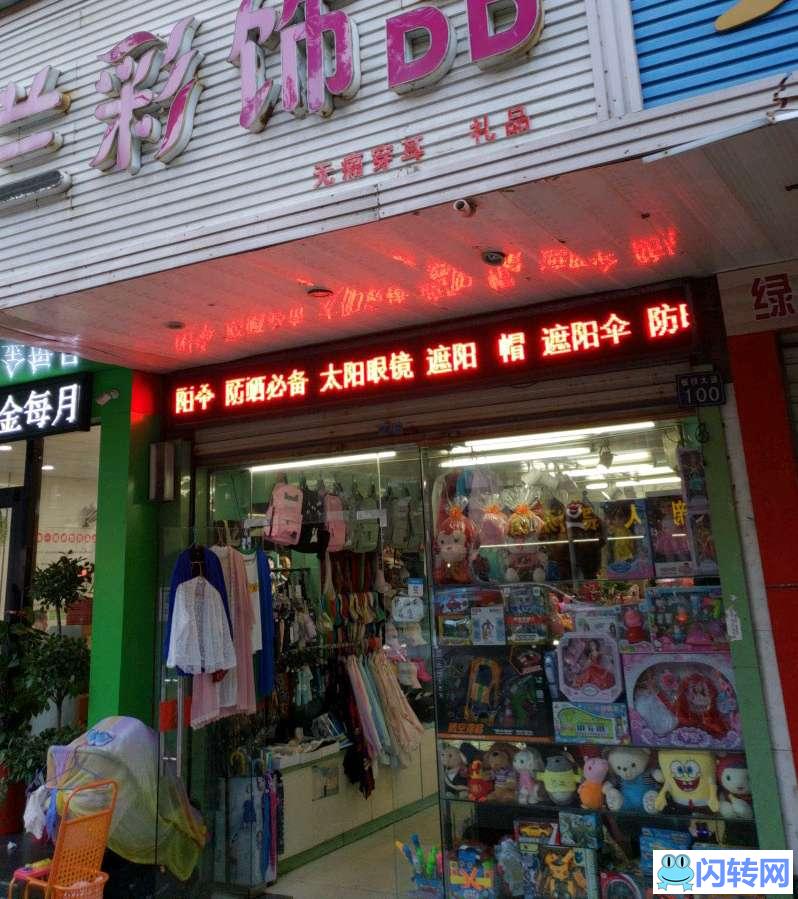 兰彩饰DD
无痛穿耳 礼品
阳伞 防晒必备 太阳眼镜 遮阳 帽 遮阳伞 防
100
金每月
绿
闪转网